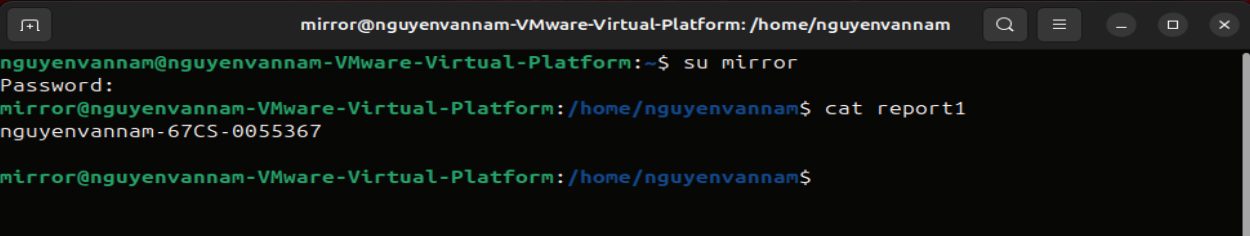 mirror@nguyenvannam-VMware-Virtual-Platform: /home/nguyenvannam
nguyenvannam@nguyenvannam-VMware-Virtual-Platform:~$ su mirror
Password:
mirror@nguyenvannam-VMware-Virtual-Platform:/home/nguyenvannam$ cat report1
nguyenvannam-67CS-0055367
mirror@nguyenvannam-VMware-Virtual-Platform:/home/nguyenvannam$